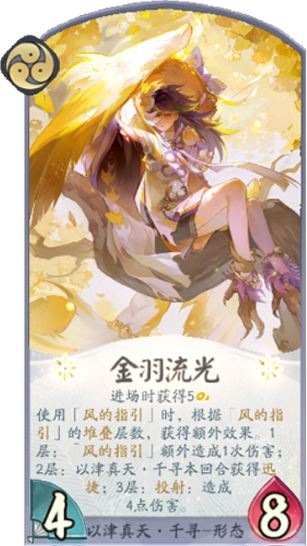 金羽流光
进场时获得5
使用「风的指引」时，根据「风的指
引」的堆叠层数，获得额外效果。1
层：「风的指引」额外造成1次伤害；
2层：以津真天·千寻本回合获得迅
捷；3层：投射：造成
4点伤害。
4
以津真天·千寻—形态
8